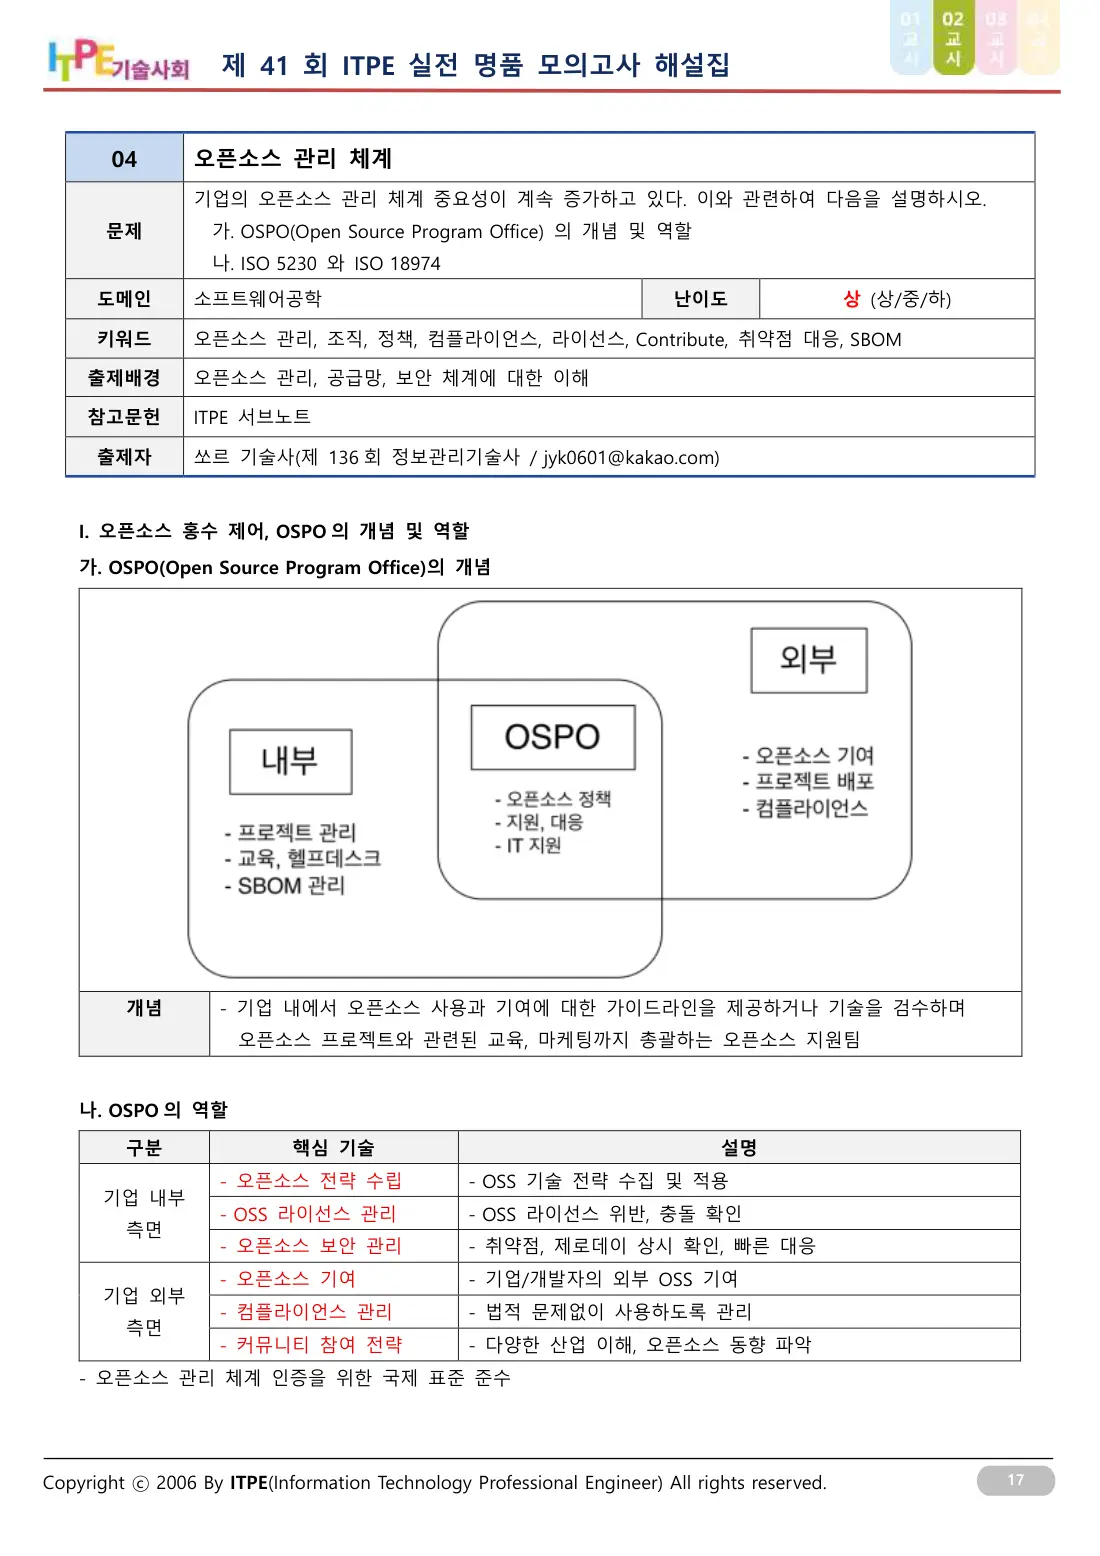 ITPE기술사회 제 41 회 ITPE 실전 명품 모의고사 해설집
01 교시 02 교시 03 교시
04 오픈소스 관리 체계
문제 기업의 오픈소스 관리 체계 중요성이 계속 증가하고 있다. 이와 관련하여 다음을 설명하시오.
가. OSPO(Open Source Program Office) 의 개념 및 역할
나. ISO 5230 와 ISO 18974
도메인 소프트웨어공학 난이도 상 (상/중/하)
키워드 오픈소스 관리, 조직, 정책, 컴플라이언스, 라이선스, Contribute, 취약점 대응, SBOM
출제배경 오픈소스 관리, 공급망, 보안 체계에 대한 이해
참고문헌 ITPE 서브노트
출제자 쏘르 기술사(제 136 회 정보관리기술사 / jyk0601@kakao.com)
I. 오픈소스 홍수 제어, OSPO 의 개념 및 역할
가. OSPO(Open Source Program Office)의 개념
내부
- 프로젝트 관리
- 교육, 헬프데스크
- SBOM 관리
OSPO
- 오픈소스 정책
- 지원, 대응
- IT 지원
외부
- 오픈소스 기여
- 프로젝트 배포
- 컴플라이언스
개념 - 기업 내에서 오픈소스 사용과 기여에 대한 가이드라인을 제공하거나 기술을 검수하며
오픈소스 프로젝트와 관련된 교육, 마케팅까지 총괄하는 오픈소스 지원팀
나. OSPO 의 역할
구분 핵심 기술 설명
기업 내부 측면
- 오픈소스 전략 수립 - OSS 기술 전략 수집 및 적용
- OSS 라이선스 관리 - OSS 라이선스 위반, 충돌 확인
- 오픈소스 보안 관리 - 취약점, 제로데이 상시 확인, 빠른 대응
기업 외부 측면
- 오픈소스 기여 - 기업/개발자의 외부 OSS 기여
- 컴플라이언스 관리 - 법적 문제없이 사용하도록 관리
- 커뮤니티 참여 전략 - 다양한 산업 이해, 오픈소스 동향 파악
- 오픈소스 관리 체계 인증을 위한 국제 표준 준수
Copyright ⓒ 2006 By ITPE(Information Technology Professional Engineer) All rights reserved. 17